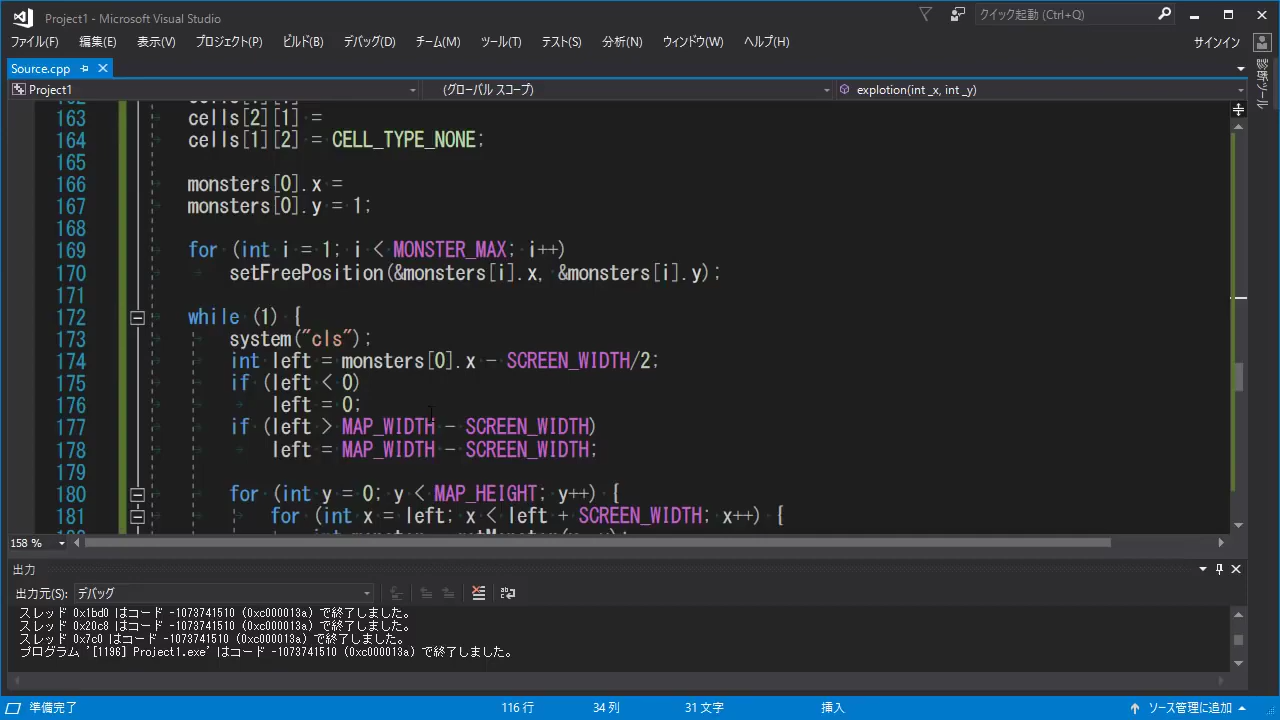 Project1 - Microsoft Visual Studio
クイック起動 (Ctrl+Q)
ファイル(F) 編集(E) 表示(V) プロジェクト(P) ビルド(B) デバッグ(D) チーム(M) ツール(T) テスト(S) 分析(N) ウィンドウ(W) ヘルプ(H) サインイン
Source.cpp
診断ツール
Project1 (グローバル スコープ) explotion(int _x, int _y)
163 cells[2][1] =
164 cells[1][2] = CELL_TYPE_NONE;
165
166 monsters[0].x =
167 monsters[0].y = 1;
168
169 for (int i = 1; i < MONSTER_MAX; i++)
170 setFreePosition(&monsters[i].x, &monsters[i].y);
171
172 while (1) {
173 system("cls");
174 int left = monsters[0].x - SCREEN_WIDTH/2;
175 if (left < 0)
176 left = 0;
177 if (left > MAP_WIDTH - SCREEN_WIDTH)
178 left = MAP_WIDTH - SCREEN_WIDTH;
179
180 for (int y = 0; y < MAP_HEIGHT; y++) {
181 for (int x = left; x < left + SCREEN_WIDTH; x++) {
158 %
出力
出力元(S): デバッグ
スレッド 0x1bd0 はコード -1073741510 (0xc000013a) で終了しました。
スレッド 0x20c8 はコード -1073741510 (0xc000013a) で終了しました。
スレッド 0x7c0 はコード -1073741510 (0xc000013a) で終了しました。
プログラム '[1196] Project1.exe' はコード -1073741510 (0xc000013a) で終了しました。
準備完了 116 行 34 列 31 文字 挿入 ソース管理に追加